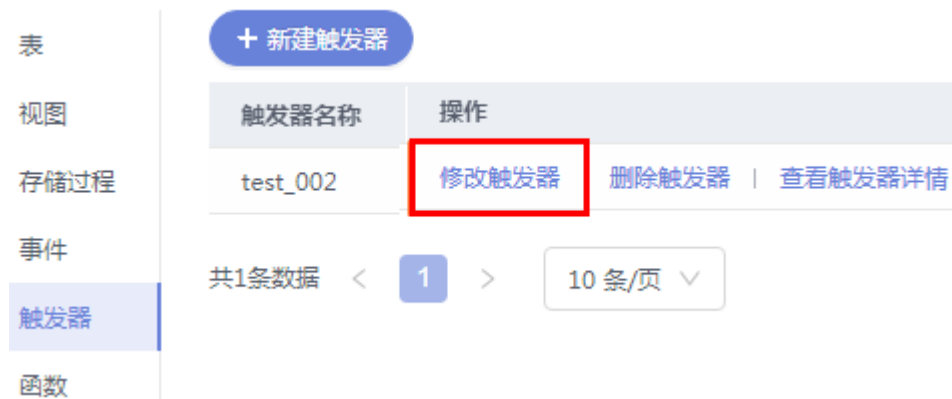 表
视图
存储过程
事件
触发器
函数
+ 新建触发器
触发器名称 操作
test_002 修改触发器 删除触发器 | 查看触发器详情
共1条数据 < 1 > 10 条/页